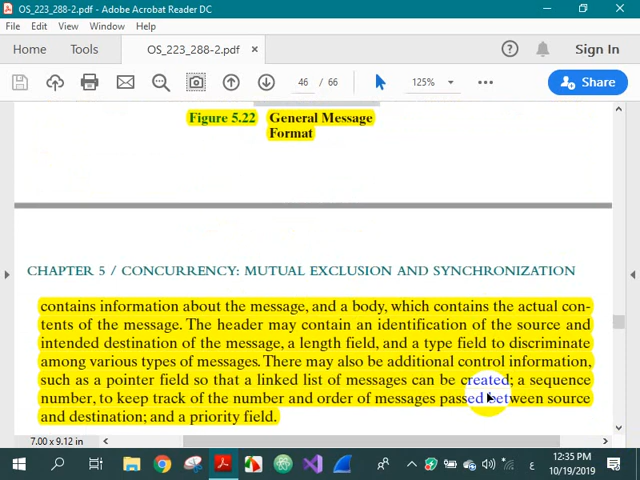 OS_223_288-2.pdf - Adobe Acrobat Reader DC
File Edit View Window Help
Home Tools OS_223_288-2.pdf × Sign In
46 / 66 125% Share
Figure 5.22 General Message
Format
CHAPTER 5 / CONCURRENCY: MUTUAL EXCLUSION AND SYNCHRONIZATION
contains information about the message, and a body, which contains the actual con-
tents of the message. The header may contain an identification of the source and
intended destination of the message, a length field, and a type field to discriminate
among various types of messages. There may also be additional control information,
such as a pointer field so that a linked list of messages can be created; a sequence
number, to keep track of the number and order of messages passed between source
and destination; and a priority field.
7.00 x 9.12 in
12:35 PM
ع 10/19/2019